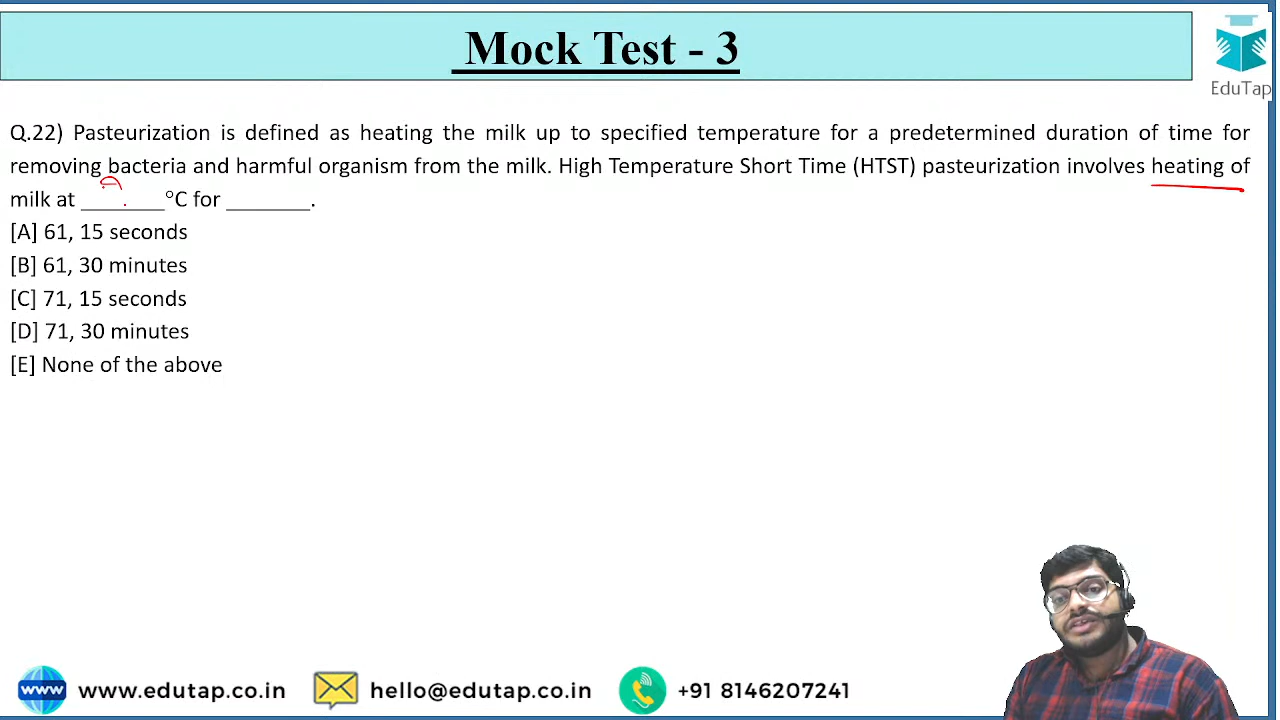 Mock Test - 3
EduTap
Q.22) Pasteurization is defined as heating the milk up to specified temperature for a predetermined duration of time for
removing bacteria and harmful organism from the milk. High Temperature Short Time (HTST) pasteurization involves heating of
milk at _______°C for _______.
[A] 61, 15 seconds
[B] 61, 30 minutes
[C] 71, 15 seconds
[D] 71, 30 minutes
[E] None of the above
www
www.edutap.co.in
hello@edutap.co.in
+91 8146207241